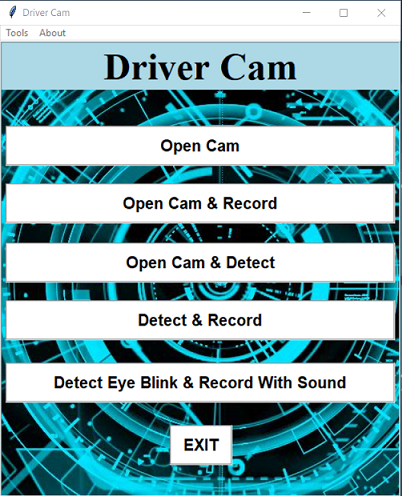 Driver Cam
Tools About
Driver Cam
Open Cam
Open Cam & Record
Open Cam & Detect
Detect & Record
Detect Eye Blink & Record With Sound
EXIT